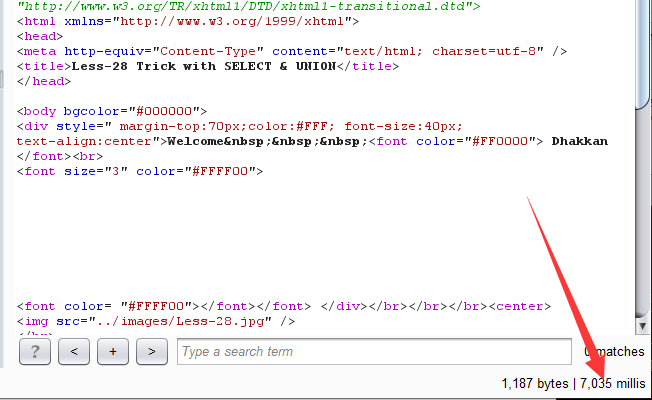 "http://www.w3.org/TR/xhtml1/DTD/xhtml1-transitional.dtd">
<html xmlns="http://www.w3.org/1999/xhtml">
<head>
<meta http-equiv="Content-Type" content="text/html; charset=utf-8" />
<title>Less-28 Trick with SELECT & UNION</title>
</head>
<body bgcolor="#000000">
<div style=" margin-top:70px;color:#FFF; font-size:40px;
text-align:center">Welcome&nbsp;&nbsp;&nbsp;<font color="#FF0000"> Dhakkan
</font><br>
<font size="3" color="#FFFF00">
<font color= "#FFFF00"></font></font> </div></br></br></br><center>
<img src="../images/Less-28.jpg" />
? < + > Type a search term 0 matches
1,187 bytes | 7,035 millis